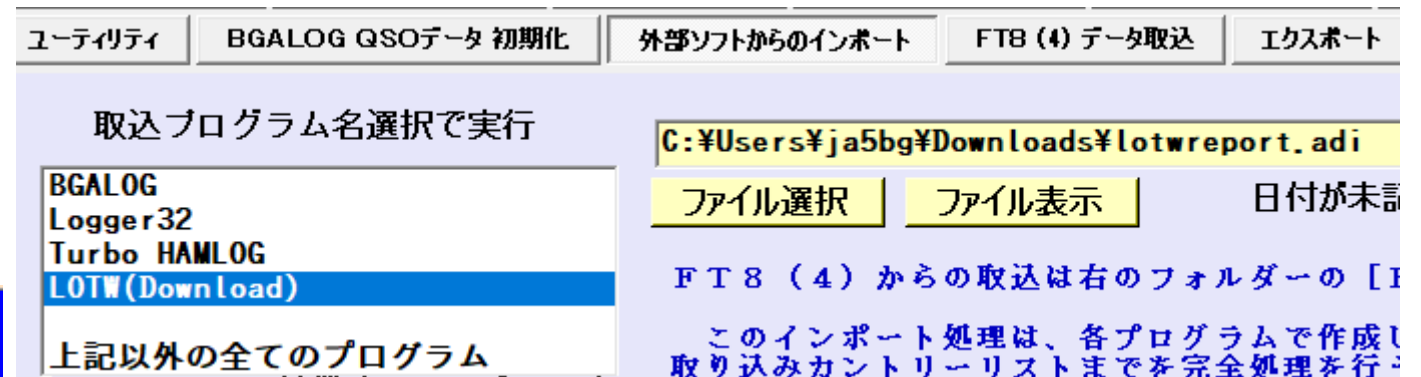 ユーティリティ
BGALOG QSOデータ 初期化
外部ソフトからのインポート
FT8 (4) データ取込
エクスポート
取込プログラム名選択で実行
BGALOG
Logger32
Turbo HAMLOG
LOTW(Download)
上記以外の全てのプログラム
C:¥Users¥ja5bg¥Downloads¥lotwreport.adi
ファイル選択
ファイル表示
日付が未
FT8(4)からの取込は右のフォルダーの[
このインポート処理は、各プログラムで作成し
取り込みカントリーリストまでを完全処理を行